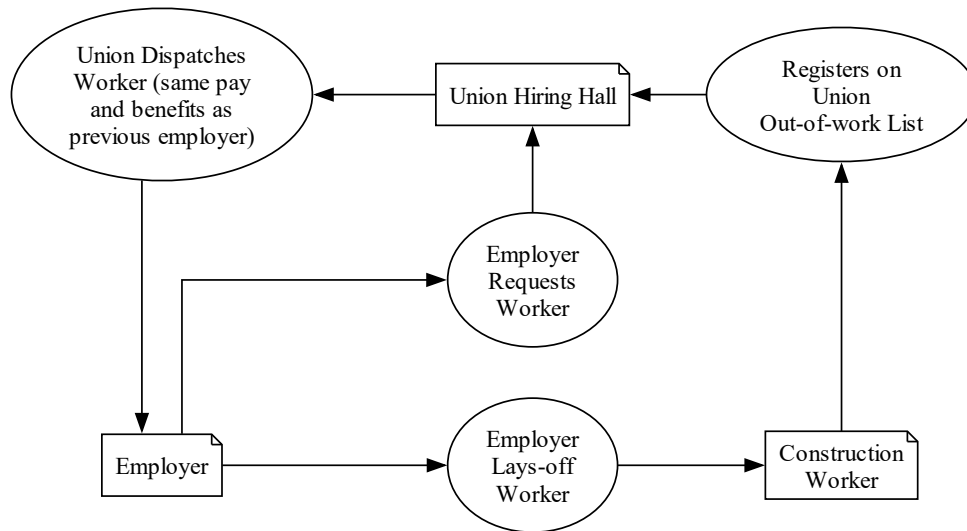 Union Dispatches
Worker (same pay
and benefits as
previous employer)
Union Hiring Hall
Registers on
Union
Out-of-work List
Employer
Requests
Worker
Employer
Employer
Lays-off
Worker
Construction
Worker